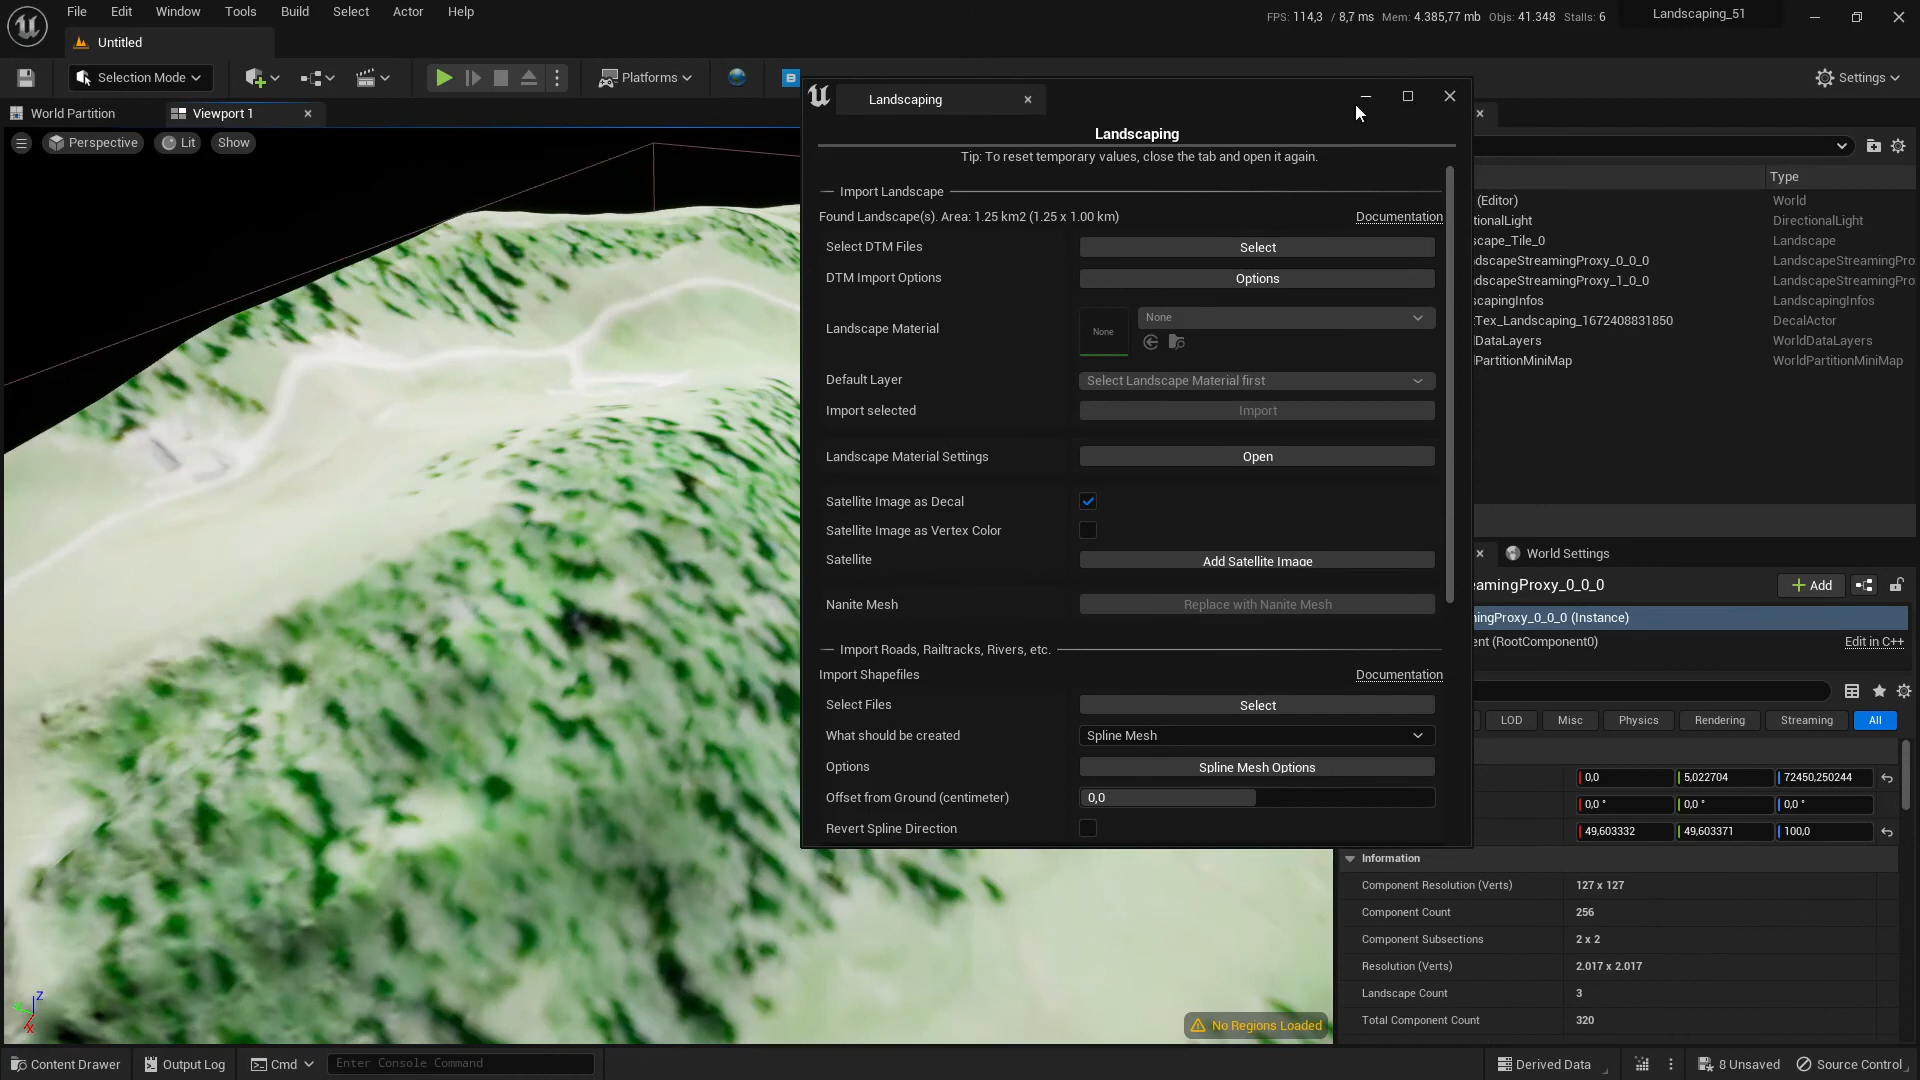 File Edit Window Tools Build Select Actor Help
FPS: 114,3 / 8,7 ms Mem: 4.385,77 mb Objs: 41.348 Stalls: 6
Landscaping_51
Untitled
Selection Mode
Platforms
Settings
World Partition
Viewport 1
Perspective
Lit
Show
Landscaping
Landscaping
Tip: To reset temporary values, close the tab and open it again.
Import Landscape
Found Landscape(s). Area: 1.25 km2 (1.25 x 1.00 km)
Documentation
Select DTM Files
Select
DTM Import Options
Options
Landscape Material
None
None
Default Layer
Select Landscape Material first
Import selected
Import
Landscape Material Settings
Open
Satellite Image as Decal
Satellite Image as Vertex Color
Satellite
Add Satellite Image
Nanite Mesh
Replace with Nanite Mesh
Import Roads, Railtracks, Rivers, etc.
Import Shapefiles
Documentation
Select Files
Select
What should be created
Spline Mesh
Options
Spline Mesh Options
Offset from Ground (centimeter)
0,0
Revert Spline Direction
Type
(Editor) World
tionalLight DirectionalLight
scape_Tile_0 Landscape
ndscapeStreamingProxy_0_0_0 LandscapeStreamingPro
ndscapeStreamingProxy_1_0_0 LandscapeStreamingPro
scapingInfos LandscapingInfos
tTex_Landscaping_1672408831850 DecalActor
dDataLayers WorldDataLayers
dPartitionMiniMap WorldPartitionMiniMap
World Settings
eamingProxy_0_0_0
Add
mingProxy_0_0_0 (Instance)
ent (RootComponent0)
Edit in C++
LOD Misc Physics Rendering Streaming All
0,0 5,022704 72450,250244
0,0 ° 0,0 ° 0,0 °
49,603332 49,603371 100,0
Information
Component Resolution (Verts) 127 x 127
Component Count 256
Component Subsections 2 x 2
Resolution (Verts) 2.017 x 2.017
Landscape Count 3
Total Component Count 320
Z
X
No Regions Loaded
Content Drawer
Output Log
Cmd
Enter Console Command
Derived Data
8 Unsaved
Source Control